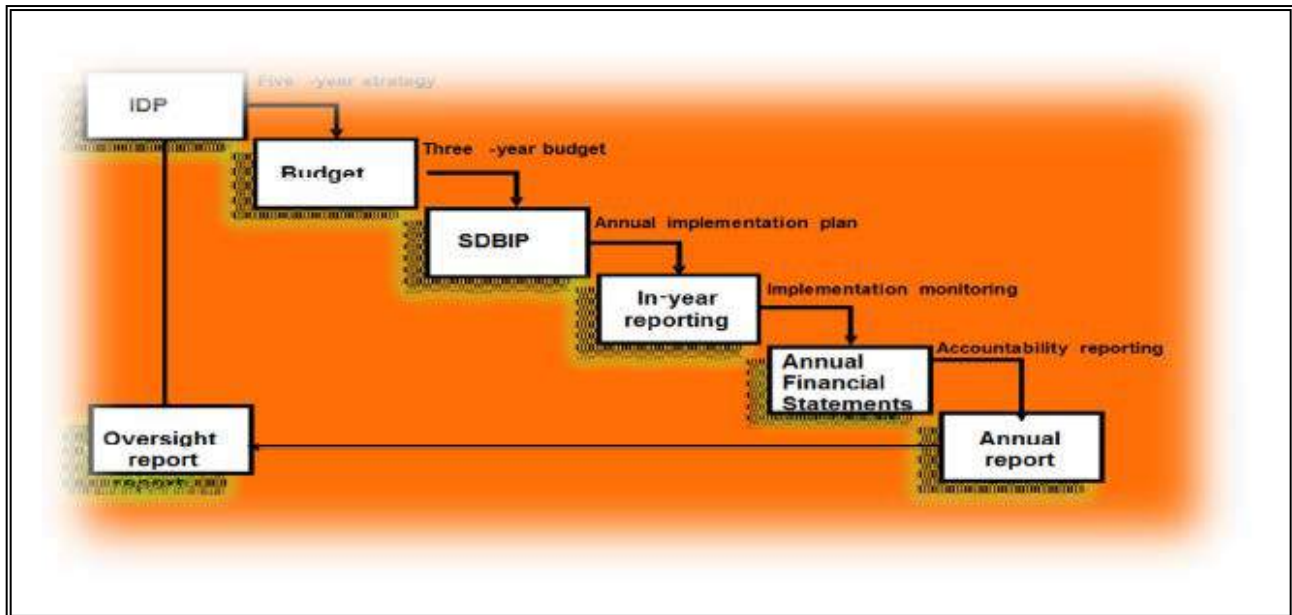 Five -year strategy
IDP
Three -year budget
Budget
Annual implementation plan
SDBIP
Implementation monitoring
In-year
reporting
Accountability reporting
Annual
Financial
Statements
Oversight
report
Annual
report